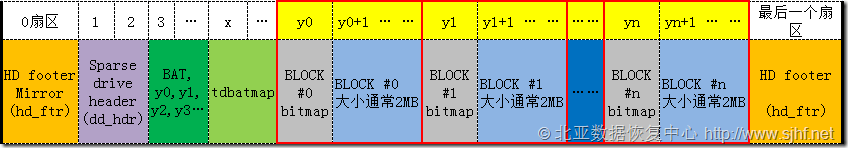 0扇区 1 2 3 … x … y0 y0+1 … … y1 y1+1 … … …… yn yn+1 … … 最后一个扇区
HD footer
Mirror
(hd_ftr)
Sparse
drive
header
(dd_hdr)
BAT,
y0,y1,
y2,y3…
tdbatmap
BLOCK
#0
bitmap
BLOCK #0
大小通常2MB
BLOCK
#1
bitmap
BLOCK #1
大小通常2MB
……
BLOCK
#n
bitmap
BLOCK #n
大小通常2MB
HD footer
(hd_ftr)
© 北亚数据恢复中心 http://www.sjhf.net